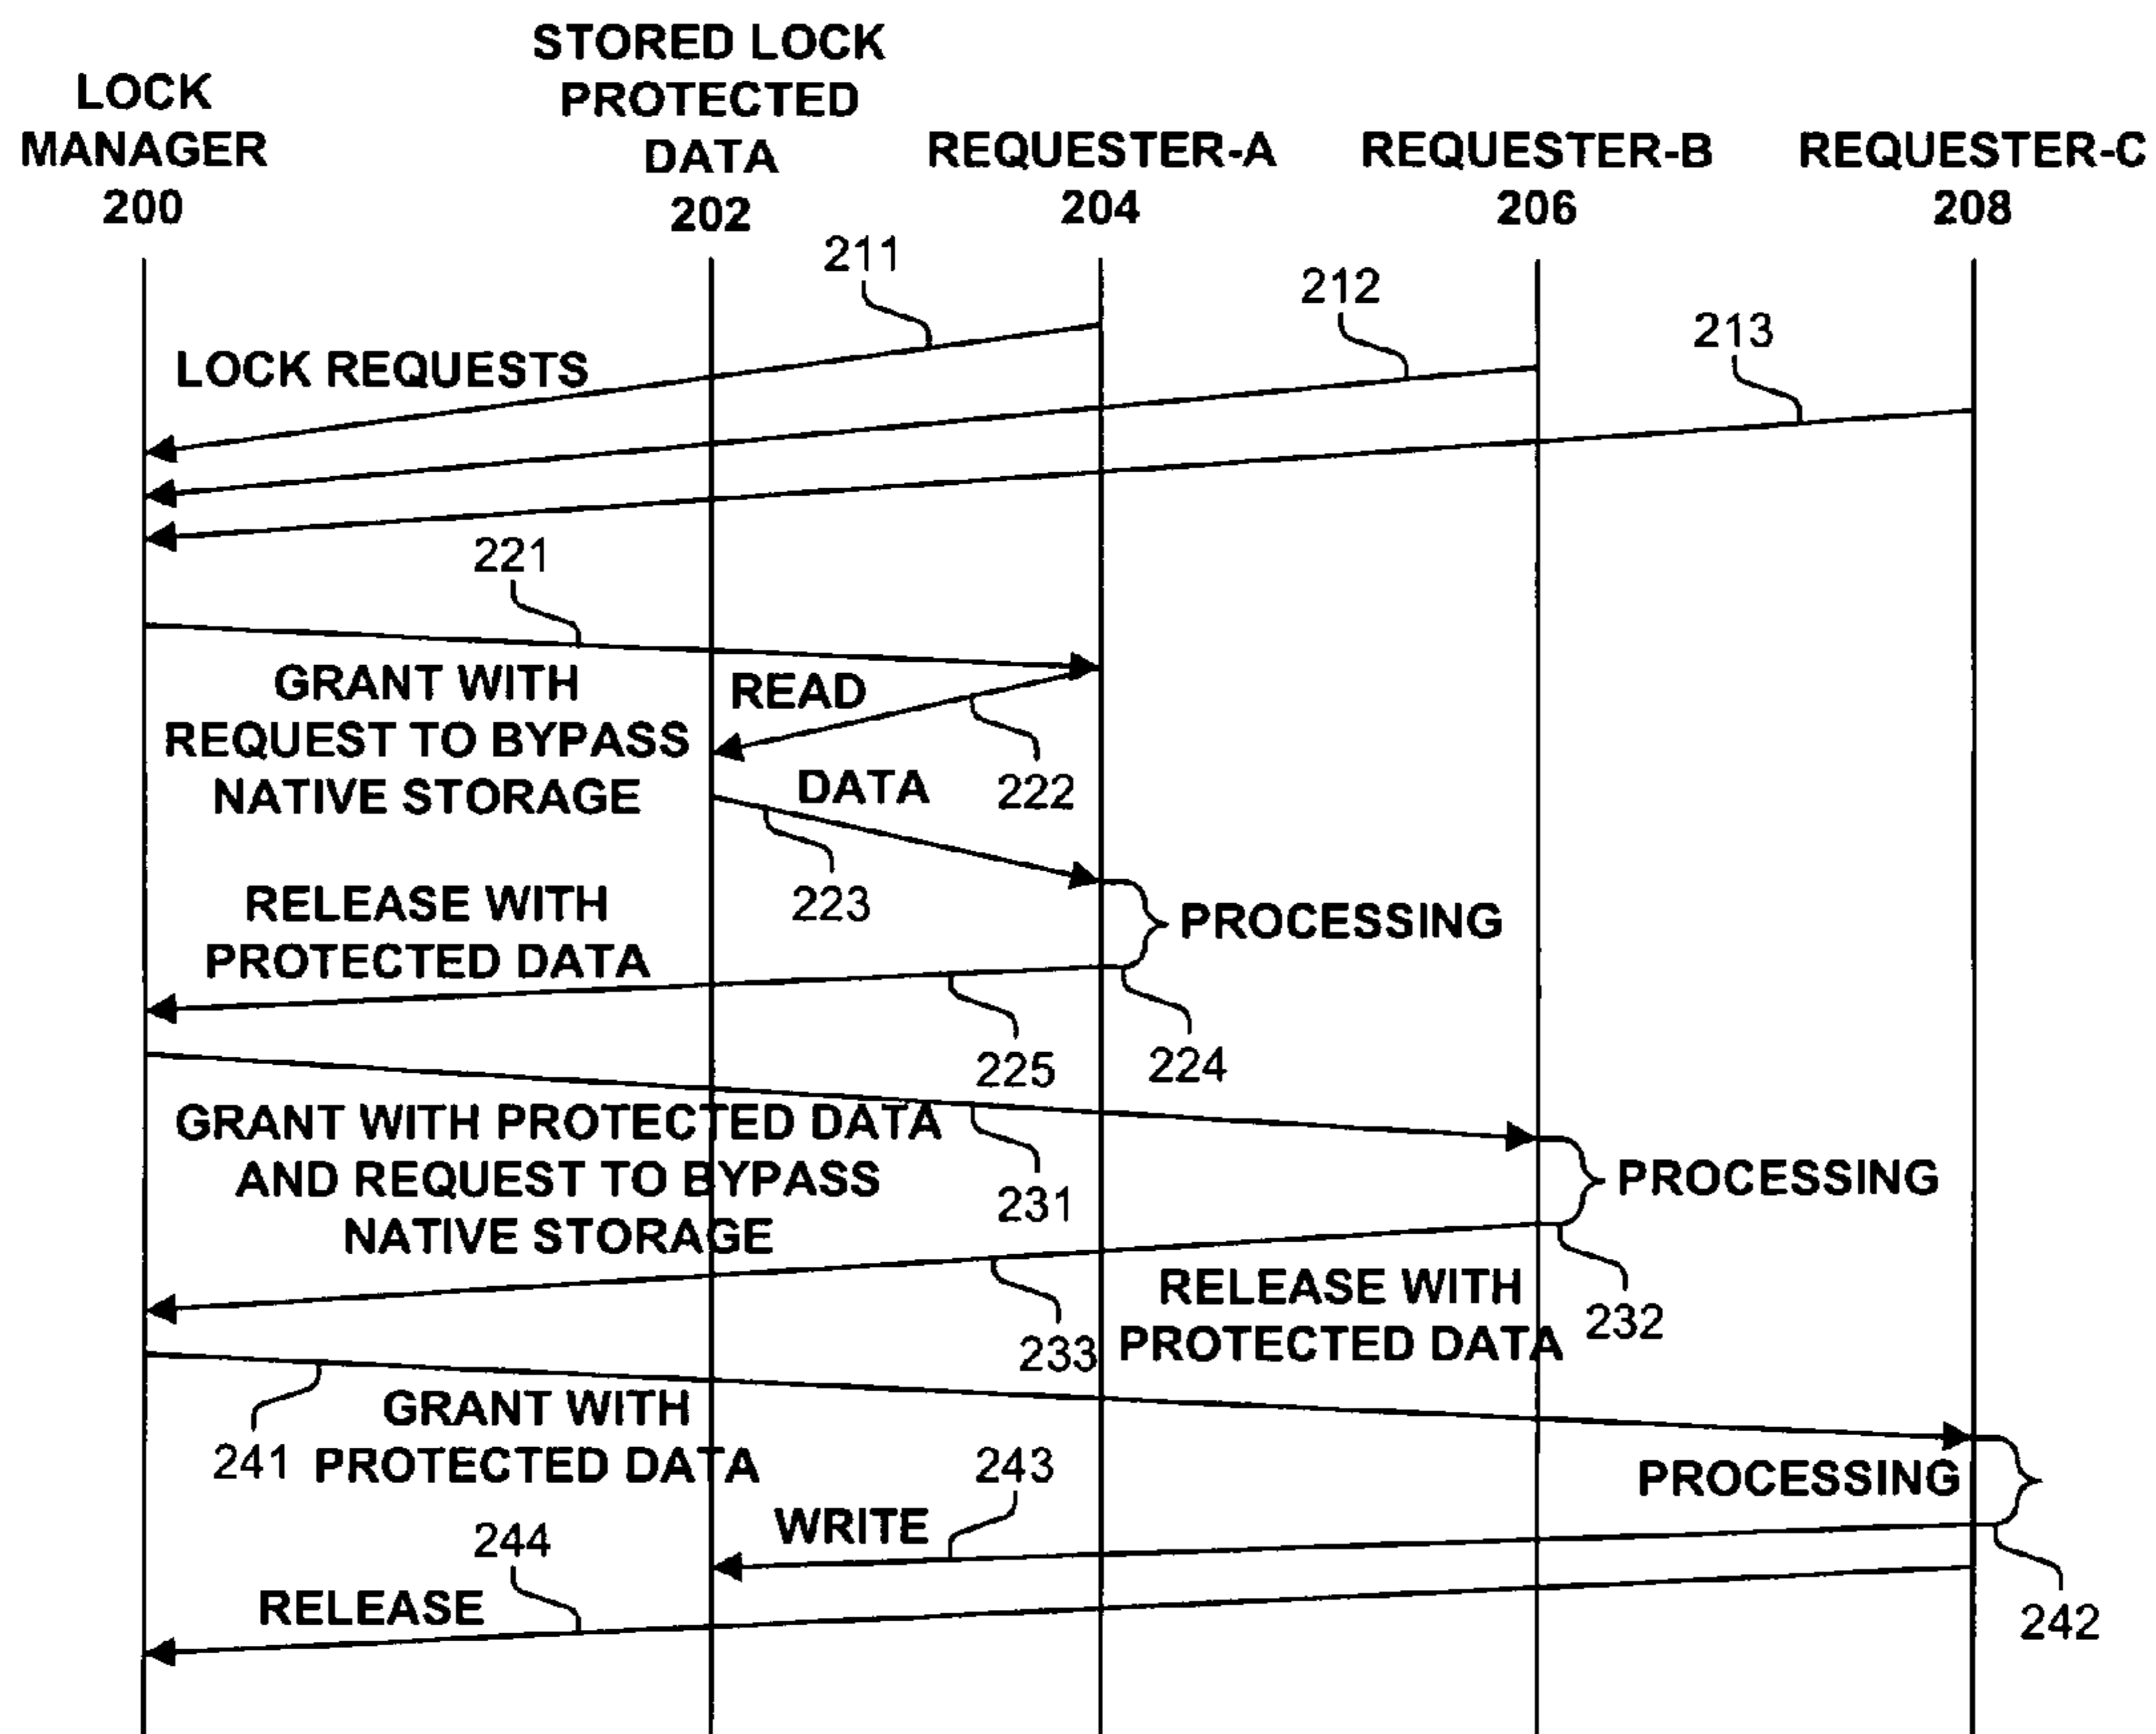 LOCK
MANAGER
200
STORED LOCK
PROTECTED
DATA
202
REQUESTER-A
204
REQUESTER-B
206
REQUESTER-C
208
211
212
213
LOCK REQUESTS
221
GRANT WITH
REQUEST TO BYPASS
NATIVE STORAGE
READ
222
DATA
223
PROCESSING
RELEASE WITH
PROTECTED DATA
225
224
GRANT WITH PROTECTED DATA
AND REQUEST TO BYPASS
NATIVE STORAGE
231
PROCESSING
232
RELEASE WITH
PROTECTED DATA
233
241
GRANT WITH
PROTECTED DATA
243
PROCESSING
WRITE
244
RELEASE
242